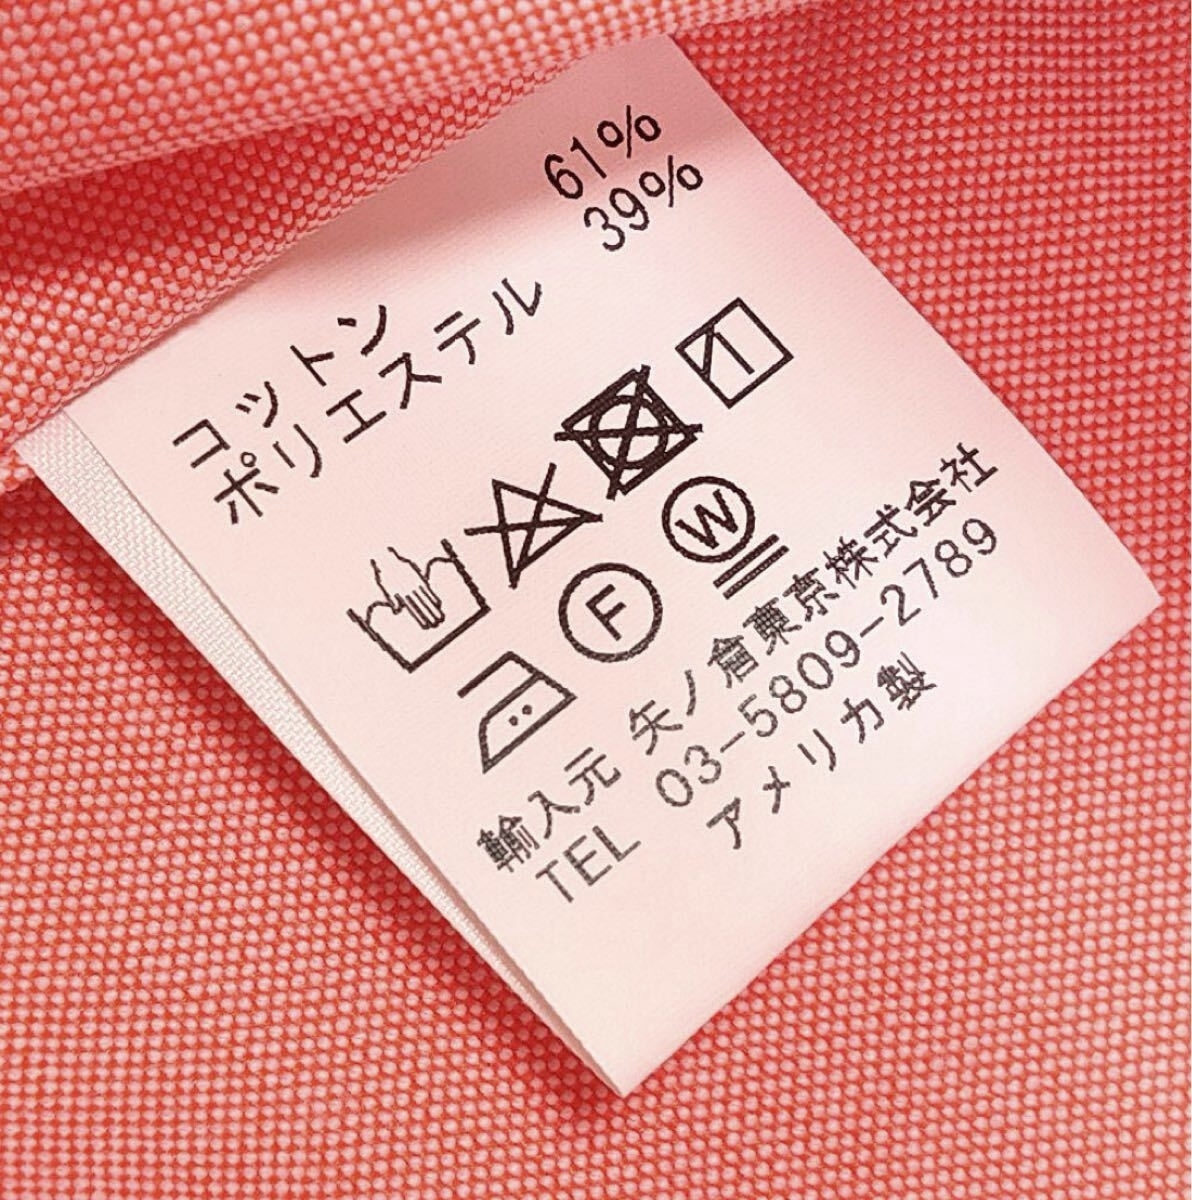 コットン 61%
ポリエステル 39%
F W
輸入元 矢ノ倉東京株式会社
TEL 03-5809-2789
アメリカ製